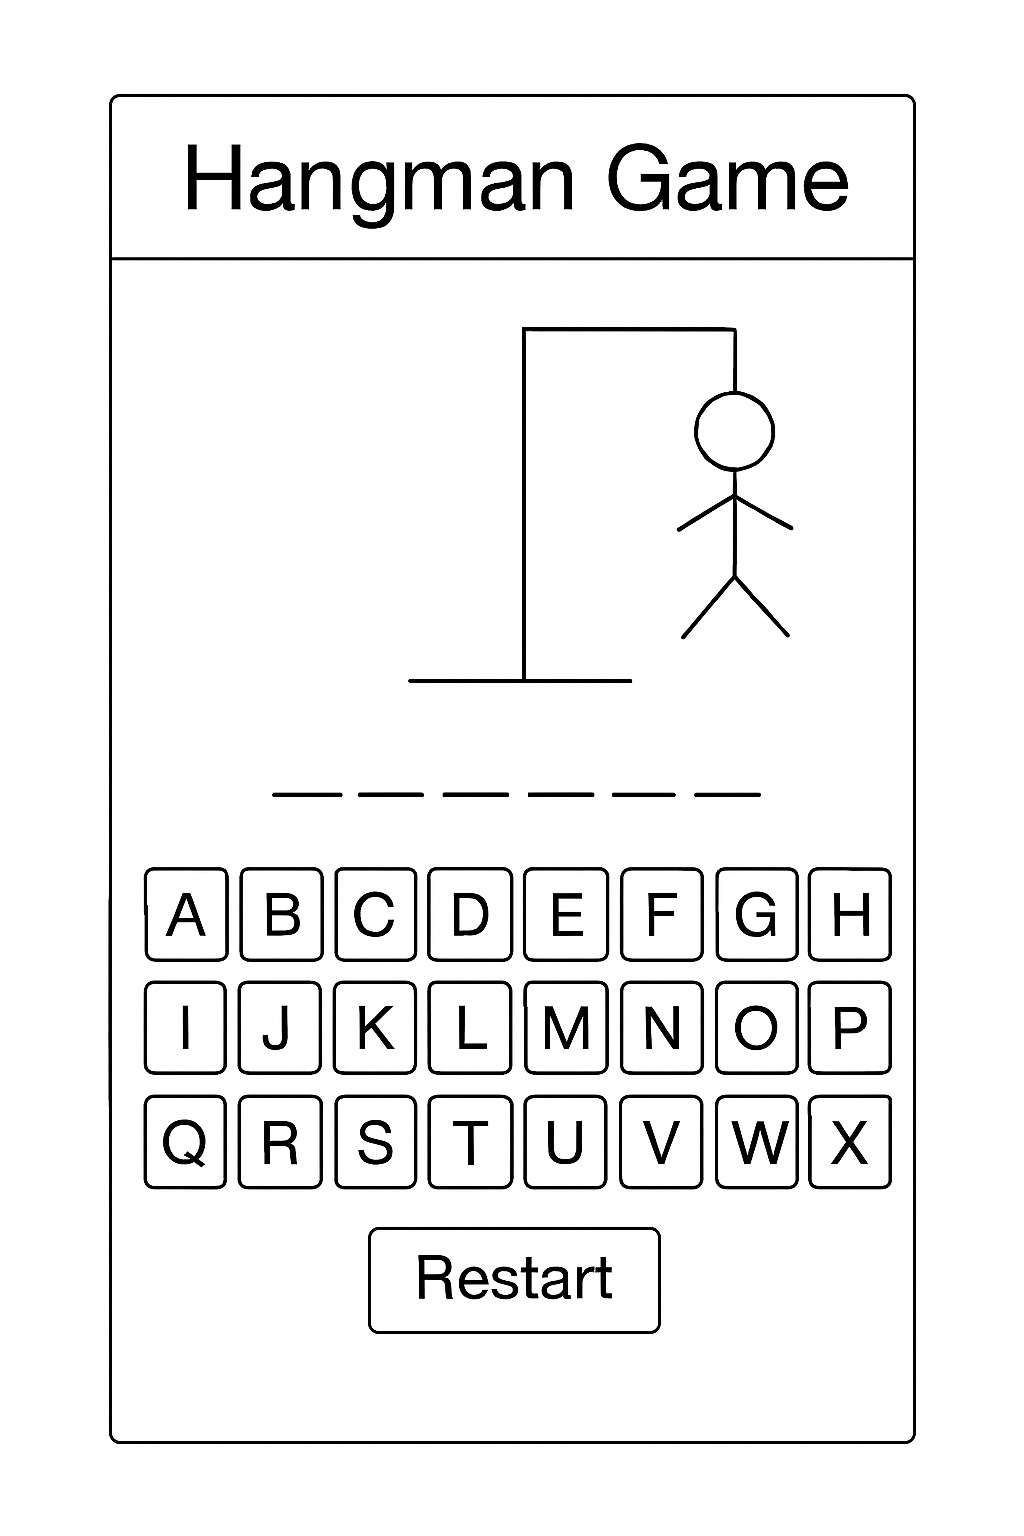 Hangman Game
A B C D E F G H
I J K L M N O P
Q R S T U V W X
Restart